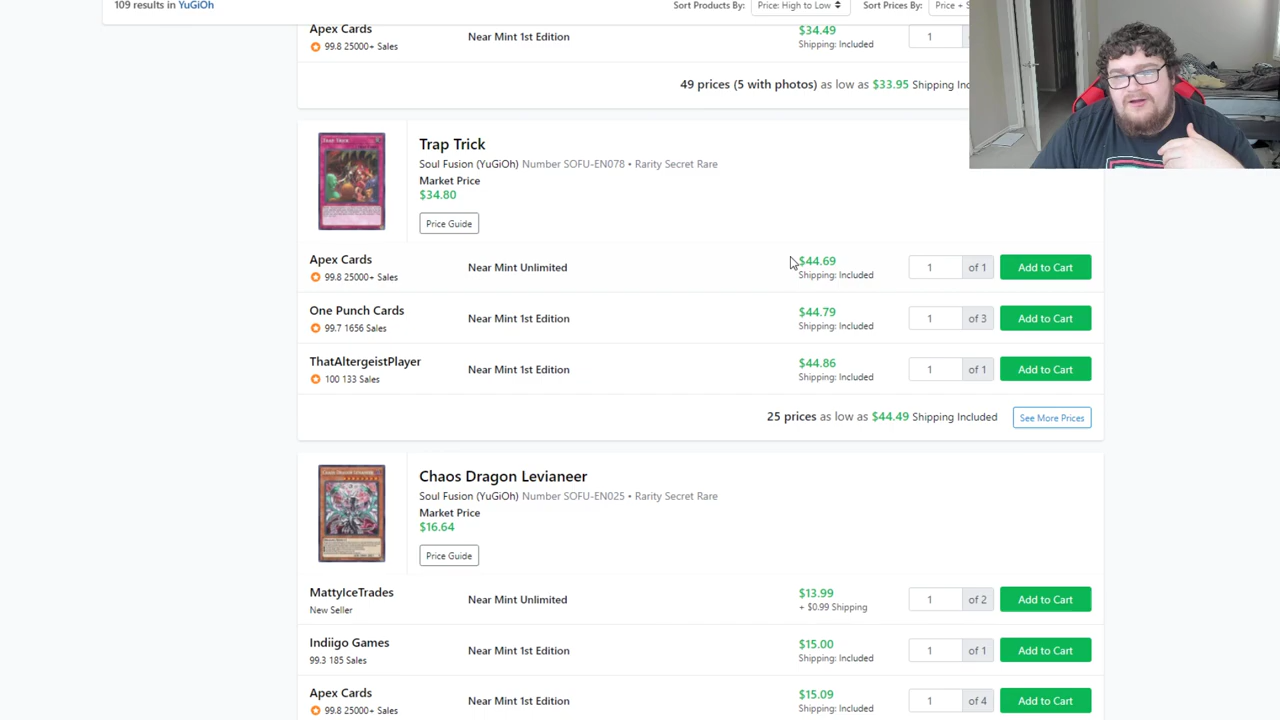 109 results in YuGiOh
Sort Products By: Price: High to Low Sort Prices By: Price + S
Apex Cards
99.8 25000+ Sales
Near Mint 1st Edition
$34.49
Shipping: Included
1
49 prices (5 with photos) as low as $33.95 Shipping Inc
Trap Trick
Trap Trick
Soul Fusion (YuGiOh) Number SOFU-EN078 • Rarity Secret Rare
Market Price
$34.80
Price Guide
Apex Cards
99.8 25000+ Sales
Near Mint Unlimited
$44.69
Shipping: Included
1 of 1 Add to Cart
One Punch Cards
99.7 1656 Sales
Near Mint 1st Edition
$44.79
Shipping: Included
1 of 3 Add to Cart
ThatAltergeistPlayer
100 133 Sales
Near Mint 1st Edition
$44.86
Shipping: Included
1 of 1 Add to Cart
25 prices as low as $44.49 Shipping Included See More Prices
Chaos Dragon Levianeer
Chaos Dragon Levianeer
Soul Fusion (YuGiOh) Number SOFU-EN025 • Rarity Secret Rare
Market Price
$16.64
Price Guide
MattyIceTrades
New Seller
Near Mint Unlimited
$13.99
+ $0.99 Shipping
1 of 2 Add to Cart
Indiigo Games
99.3 185 Sales
Near Mint 1st Edition
$15.00
Shipping: Included
1 of 1 Add to Cart
Apex Cards
99.8 25000+ Sales
Near Mint 1st Edition
$15.09
Shipping: Included
1 of 4 Add to Cart